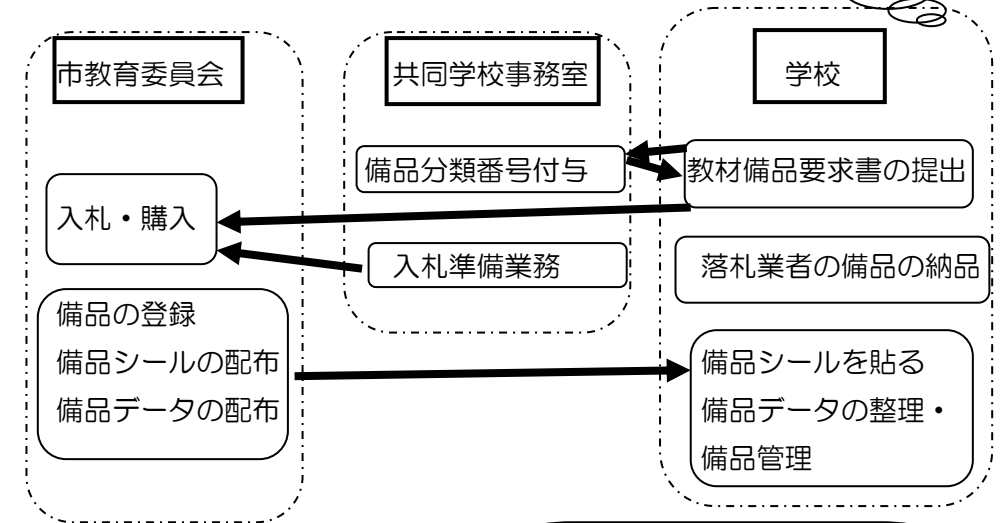 市教育委員会
入札・購入
備品の登録
備品シールの配布
備品データの配布
共同学校事務室
備品分類番号付与
入札準備業務
学校
教材備品要求書の提出
落札業者の備品の納品
備品シールを貼る
備品データの整理・
備品管理